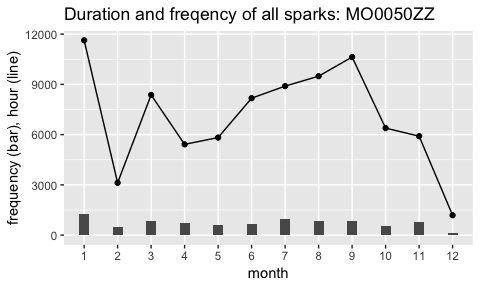 Duration and freqency of all sparks: MO0050ZZ
12000
9000
6000
3000
0
frequency (bar), hour (line)
1 2 3 4 5 6 7 8 9 10 11 12
month